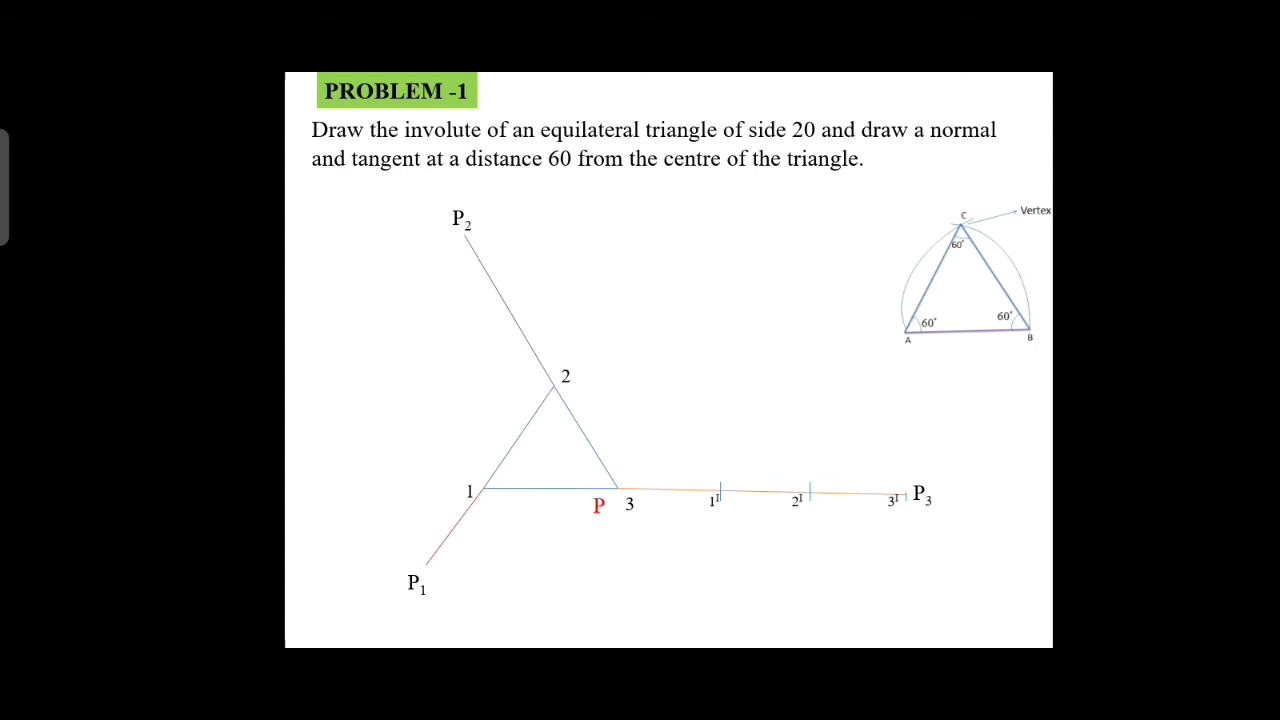 PROBLEM -1
Draw the involute of an equilateral triangle of side 20 and draw a normal
and tangent at a distance 60 from the centre of the triangle.
P2
C
Vertex
60°
60°
60°
A
B
2
1
P
3
1I
2I
3I
P3
P1